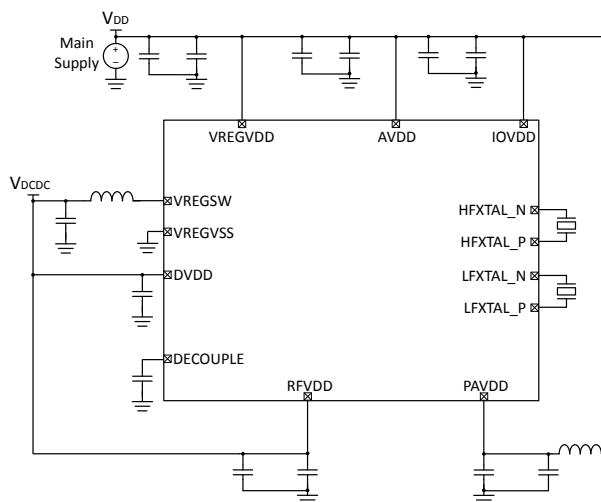 VDD
Main
Supply
+
−
VREGVDD
AVDD
IOVDD
VDCDC
VREGSW
HFXTAL_N
VREGVSS
HFXTAL_P
DVDD
LFXTAL_N
LFXTAL_P
DECOUPLE
RFVDD
PAVDD